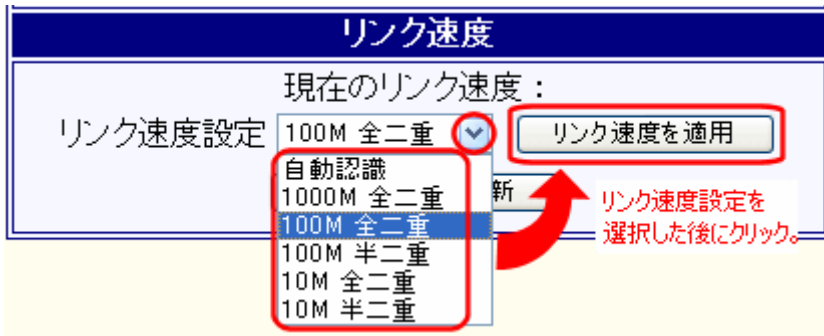 リンク速度
現在のリンク速度：
リンク速度設定 100M 全二重 リンク速度を適用
自動認識
1000M 全二重
新
100M 全二重
100M 半二重
10M 全二重
10M 半二重
リンク速度設定を
選択した後にクリック。